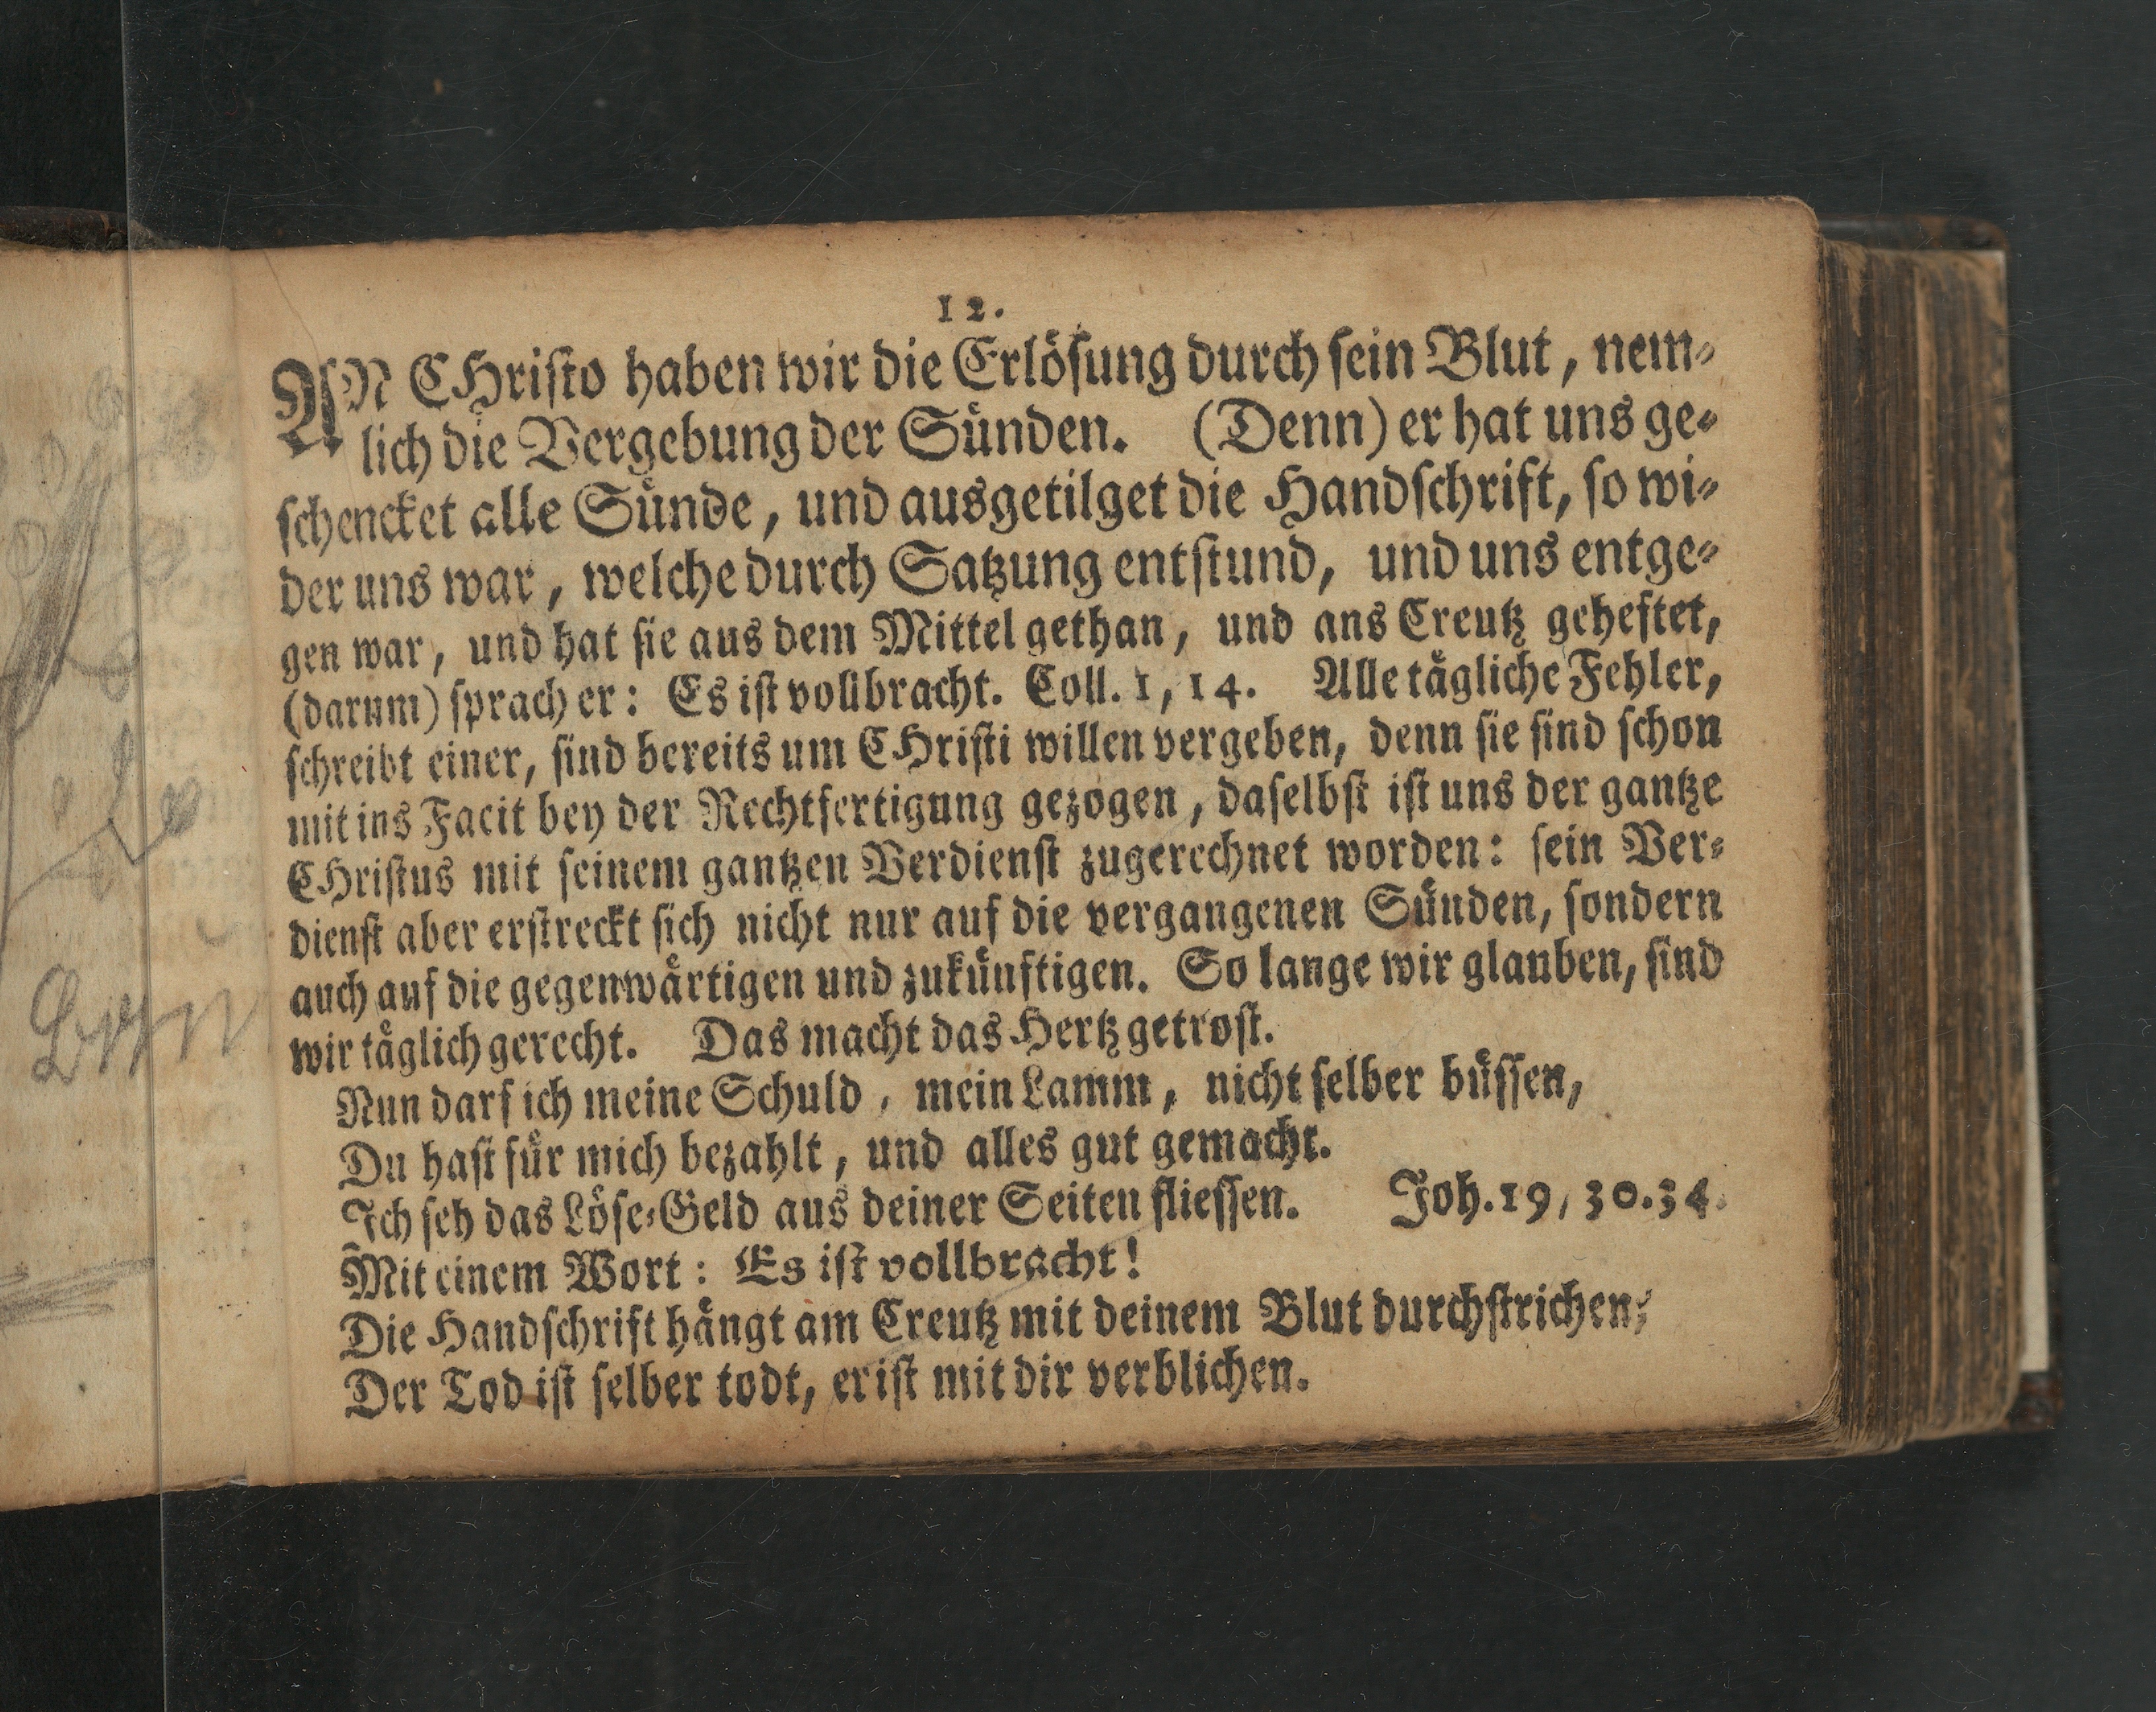 12.
AN CHristo haben wir die Erlösung durch sein Blut, nem-
lich die Vergebung der Sünden. (Denn) er hat uns ge-
schencket alle Sünde, und ausgetilget die Handschrift, so wi-
der uns war, welche durch Satzung entstund, und uns entge-
gen war, und hat sie aus dem Mittel gethan, und ans Creutz geheftet,
(darum) sprach er: Es ist vollbracht. Coll. 1, 14. Alle tägliche Fehler,
schreibt einer, sind bereits um CHristi willen vergeben, denn sie sind schon
mit ins Facit bey der Rechtfertigung gezogen, daselbst ist uns der gantze
CHristus mit seinem gantzen Verdienst zugerechnet worden: sein Ver-
dienst aber erstreckt sich nicht nur auf die vergangenen Sünden, sondern
auch auf die gegenwärtigen und zukünftigen. So lange wir glauben, sind
wir täglich gerecht. Das macht das Hertz getrost.
Nun darf ich meine Schuld, mein Lamm, nicht selber büssen,
Du hast für mich bezahlt, und alles gut gemacht.
Ich seh das Löse-Geld aus deiner Seiten fliessen. Joh. 19, 30. 34.
Mit einem Wort: Es ist vollbracht!
Die Handschrift hängt am Creutz mit deinem Blut durchstrichen;
Der Tod ist selber todt, er ist mit dir verblichen.